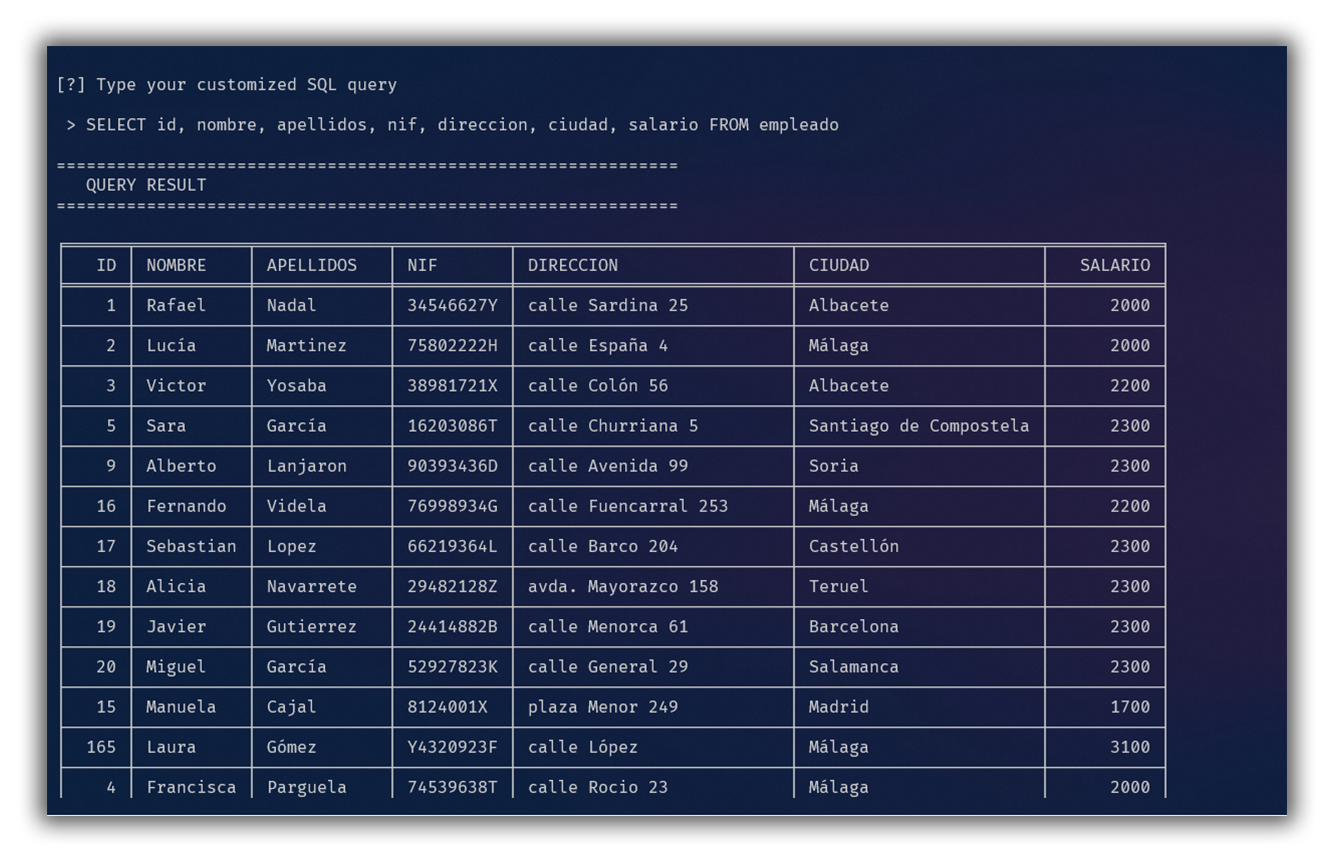 [?] Type your customized SQL query
> SELECT id, nombre, apellidos, nif, direccion, ciudad, salario FROM empleado
==============================================================
QUERY RESULT
==============================================================
ID NOMBRE APELLIDOS NIF DIRECCION CIUDAD SALARIO
1 Rafael Nadal 34546627Y calle Sardina 25 Albacete 2000
2 Lucía Martinez 75802222H calle España 4 Málaga 2000
3 Victor Yosaba 38981721X calle Colón 56 Albacete 2200
5 Sara García 16203086T calle Churriana 5 Santiago de Compostela 2300
9 Alberto Lanjaron 90393436D calle Avenida 99 Soria 2300
16 Fernando Videla 76998934G calle Fuencarral 253 Málaga 2200
17 Sebastian Lopez 66219364L calle Barco 204 Castellón 2300
18 Alicia Navarrete 29482128Z avda. Mayorazco 158 Teruel 2300
19 Javier Gutierrez 24414882B calle Menorca 61 Barcelona 2300
20 Miguel García 52927823K calle General 29 Salamanca 2300
15 Manuela Cajal 8124001X plaza Menor 249 Madrid 1700
165 Laura Gómez Y4320923F calle López Málaga 3100
4 Francisca Parguela 74539638T calle Rocio 23 Málaga 2000